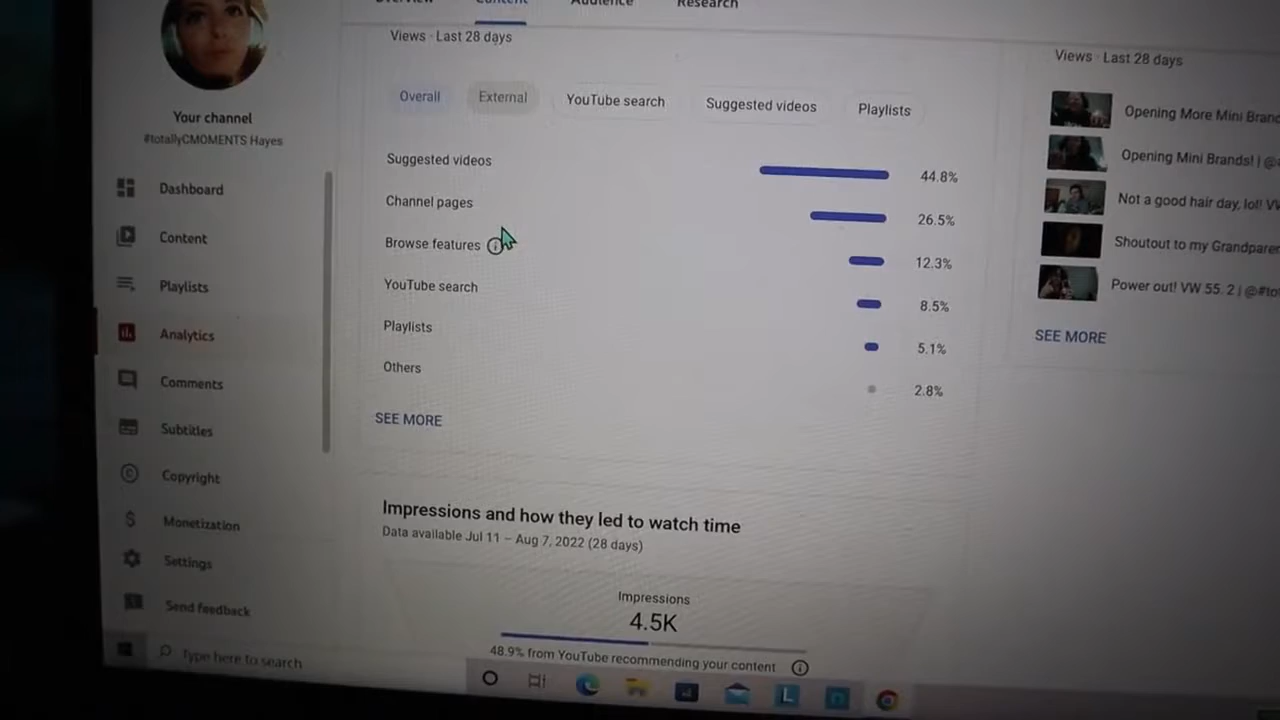 Overview Content Audience Research
Views · Last 28 days
Overall External YouTube search Suggested videos Playlists
Suggested videos 44.8%
Channel pages 26.5%
Browse features 12.3%
YouTube search 8.5%
Playlists 5.1%
Others 2.8%
SEE MORE
Impressions and how they led to watch time
Data available Jul 11 – Aug 7, 2022 (28 days)
Impressions
4.5K
48.9% from YouTube recommending your content
Your channel
#totallyCMOMENTS Hayes
Dashboard
Content
Playlists
Analytics
Comments
Subtitles
Copyright
Monetization
Settings
Send feedback
Type here to search
Views · Last 28 days
Opening More Mini Brand
Opening Mini Brands! | @
Not a good hair day, lol! V
Shoutout to my Grandparer
Power out! VW 55. 2 | @#to
SEE MORE
L